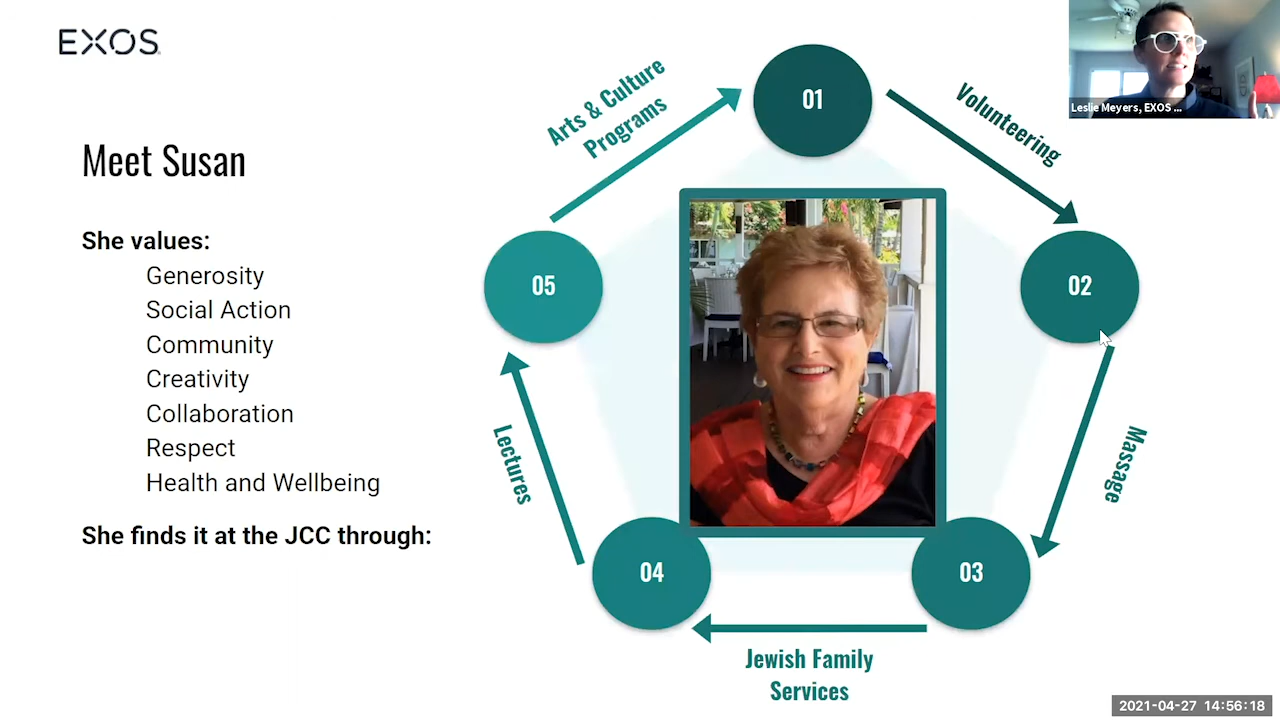 EXOS
Meet Susan
She values:
Generosity
Social Action
Community
Creativity
Collaboration
Respect
Health and Wellbeing
She finds it at the JCC through:
01
Volunteering
02
Massage
03
Jewish Family
Services
04
Lectures
05
Arts & Culture
Programs
Leslie Meyers, EXOS ...
2021-04-27 14:56:18